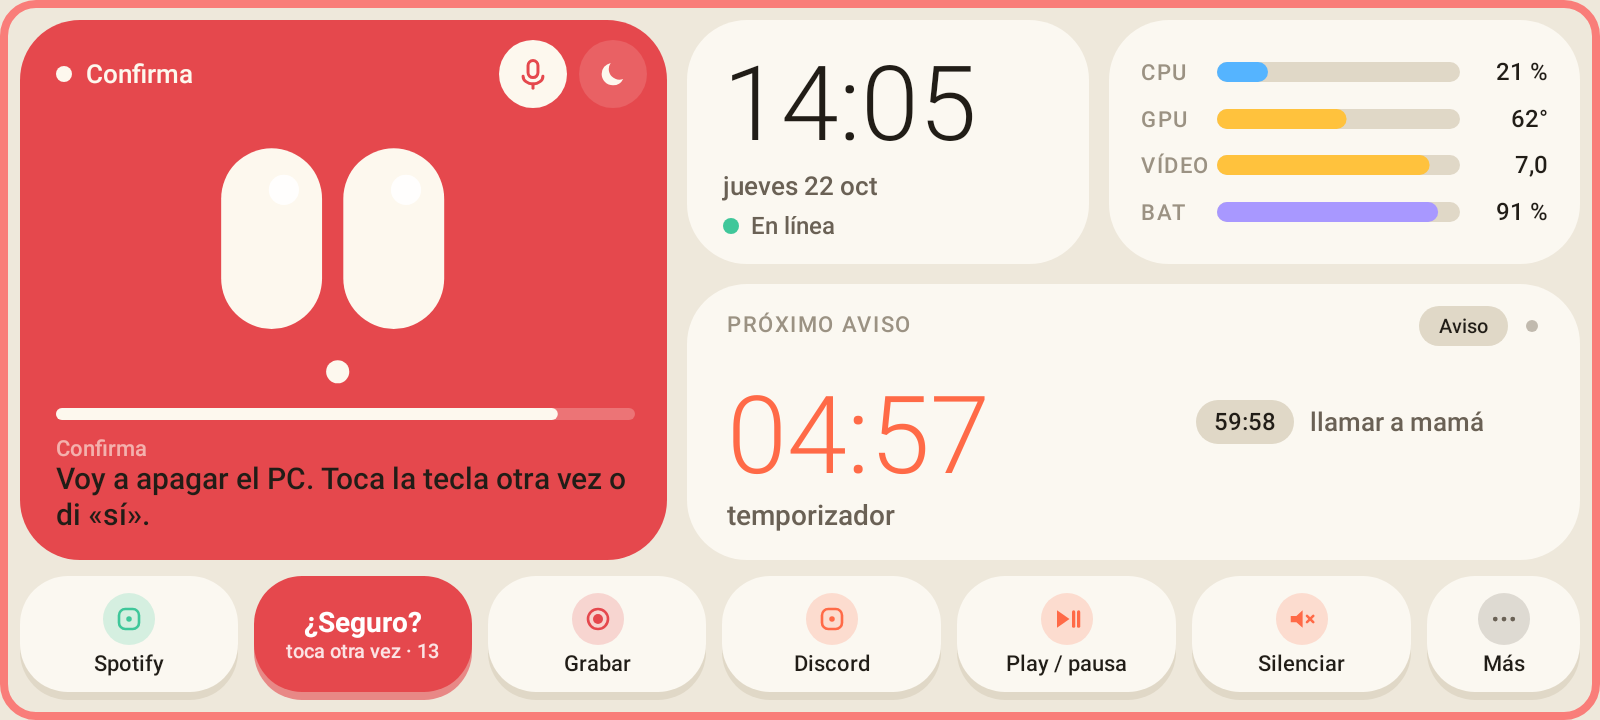 Confirma
Confirma
Voy a apagar el PC. Toca la tecla otra vez o
di «sí».
14:05
jueves 22 oct
En línea
CPU 21 %
GPU 62°
VÍDEO 7,0
BAT 91 %
PRÓXIMO AVISO
Aviso
04:57
temporizador
59:58 llamar a mamá
Spotify
¿Seguro?
toca otra vez · 13
Grabar
Discord
Play / pausa
Silenciar
Más